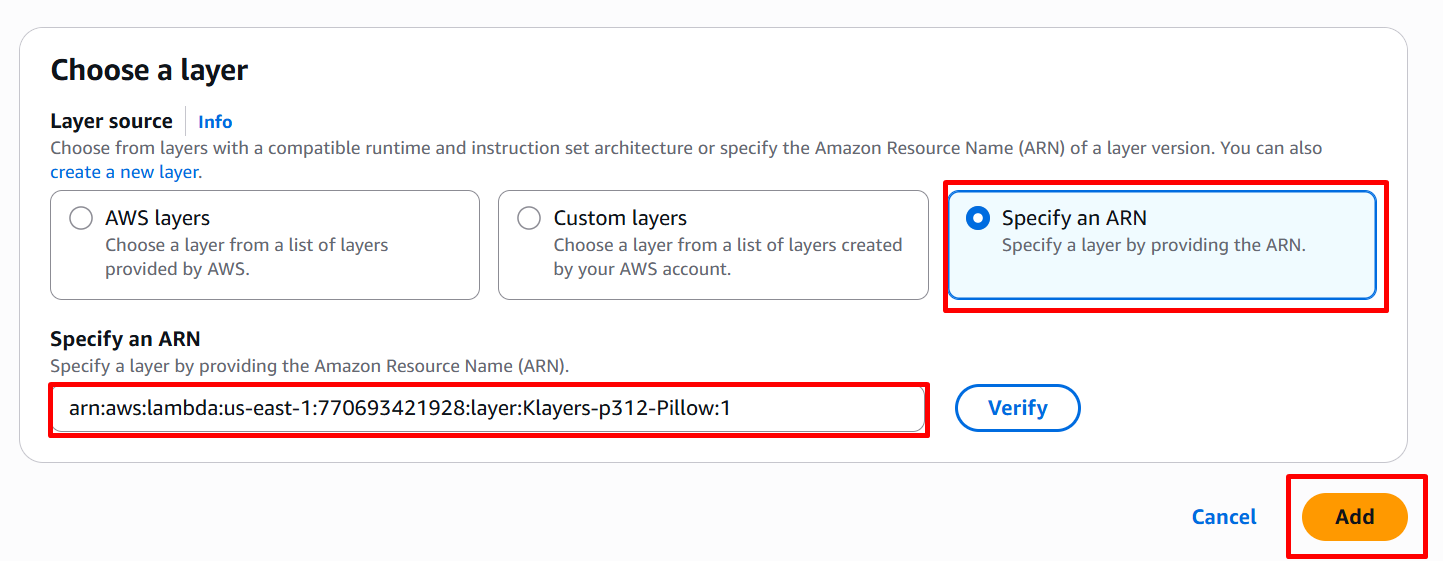 Choose a layer
Layer source Info
Choose from layers with a compatible runtime and instruction set architecture or specify the Amazon Resource Name (ARN) of a layer version. You can also
create a new layer.
AWS layers
Choose a layer from a list of layers
provided by AWS.
Custom layers
Choose a layer from a list of layers created
by your AWS account.
Specify an ARN
Specify a layer by providing the ARN.
Specify an ARN
Specify a layer by providing the Amazon Resource Name (ARN).
arn:aws:lambda:us-east-1:770693421928:layer:Klayers-p312-Pillow:1
Verify
Cancel
Add